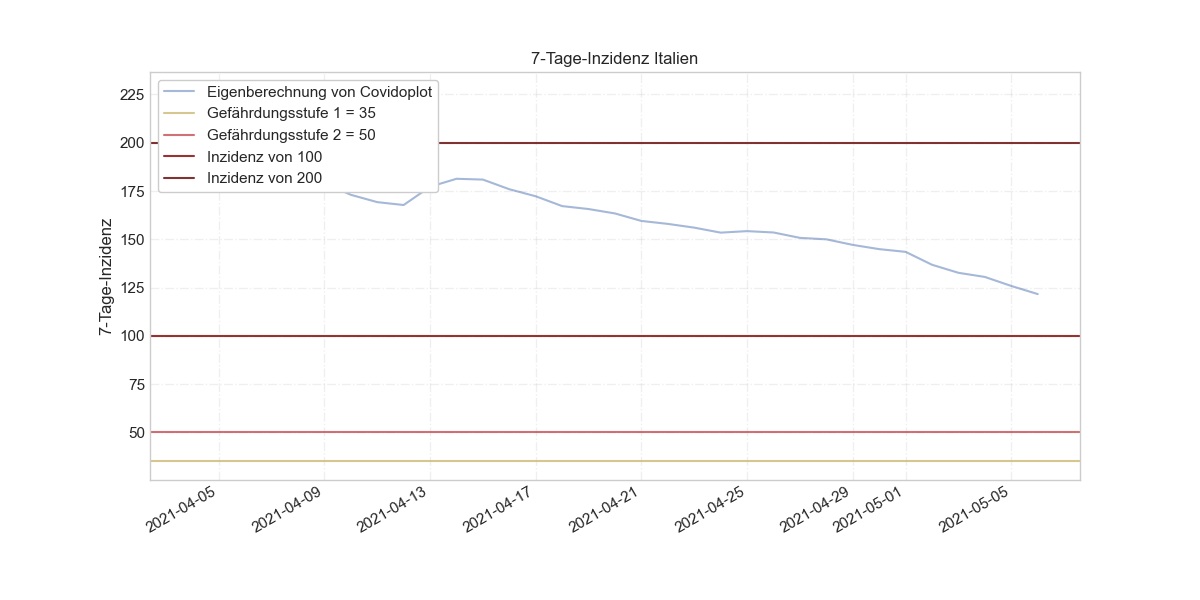 7-Tage-Inzidenz Italien
Eigenberechnung von Covidoplot
Gefährdungsstufe 1 = 35
Gefährdungsstufe 2 = 50
Inzidenz von 100
Inzidenz von 200
7-Tage-Inzidenz
225
200
175
150
125
100
75
50
2021-04-05
2021-04-09
2021-04-13
2021-04-17
2021-04-21
2021-04-25
2021-04-29
2021-05-01
2021-05-05